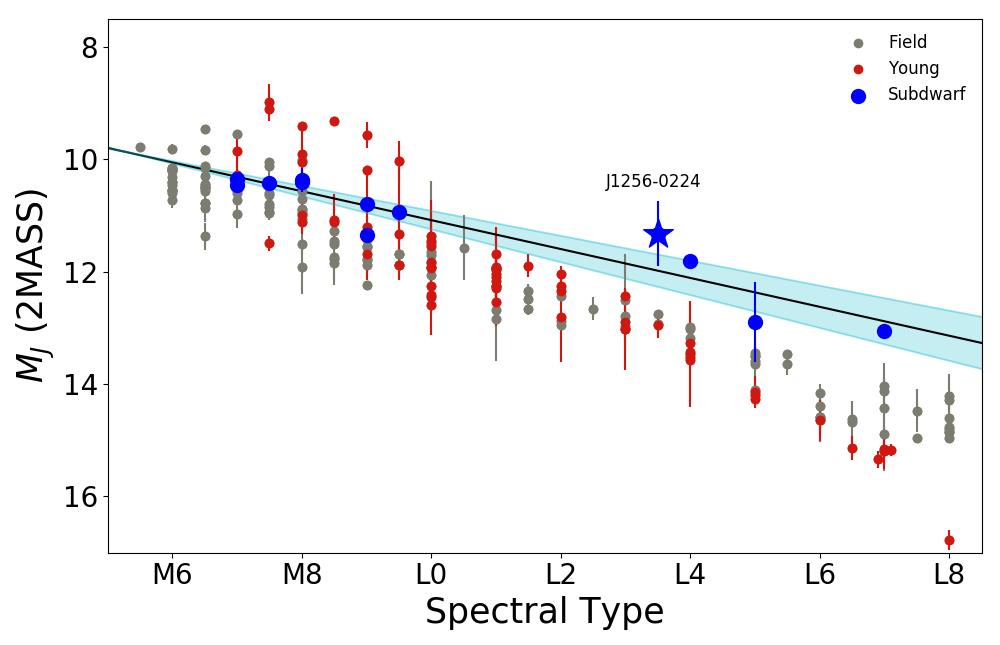 8
10
12
14
16
M_J (2MASS)
Field
Young
Subdwarf
J1256-0224
M6 M8 L0 L2 L4 L6 L8
Spectral Type